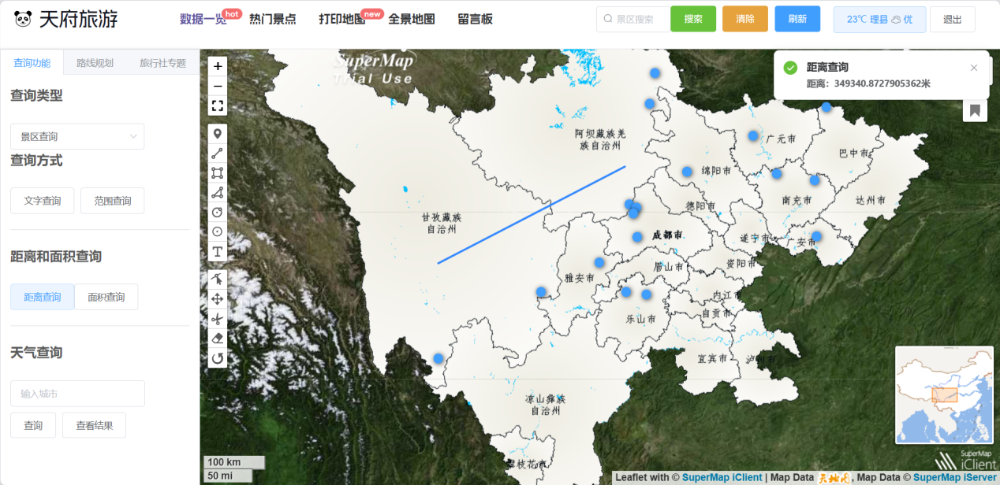 天府旅游
数据一览 hot
热门景点
打印地图 new
全景地图
留言板
景区搜索
搜索
清除
刷新
23℃ 理县 优
退出
查询功能
路线规划
旅行社专题
查询类型
景区查询
查询方式
文字查询
范围查询
距离和面积查询
距离查询
面积查询
天气查询
输入城市
查询
查看结果
+
−
T
SuperMap
Trial Use
距离查询
距离：349340.8727905362米
阿坝藏族羌
族自治州
广元市
巴中市
绵阳市
甘孜藏族
自治州
德阳市
南充市
达州市
成都市
遂宁市
广安市
眉山市
资阳市
雅安市
内江市
自贡市
乐山市
宜宾市
泸州市
凉山彝族
自治州
攀枝花市
100 km
50 mi
SuperMap
iClient
Leaflet with © SuperMap iClient | Map Data 天地图, Map Data © SuperMap iServer